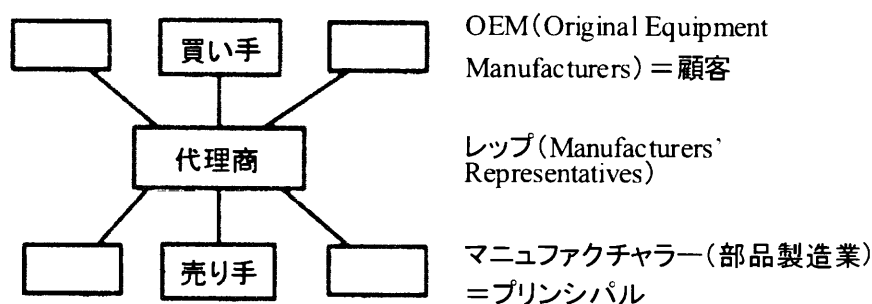 買い手
OEM(Original Equipment
Manufacturers)=顧客
代理商
レップ(Manufacturers'
Representatives)
売り手
マニュファクチャラー(部品製造業)
=プリンシパル